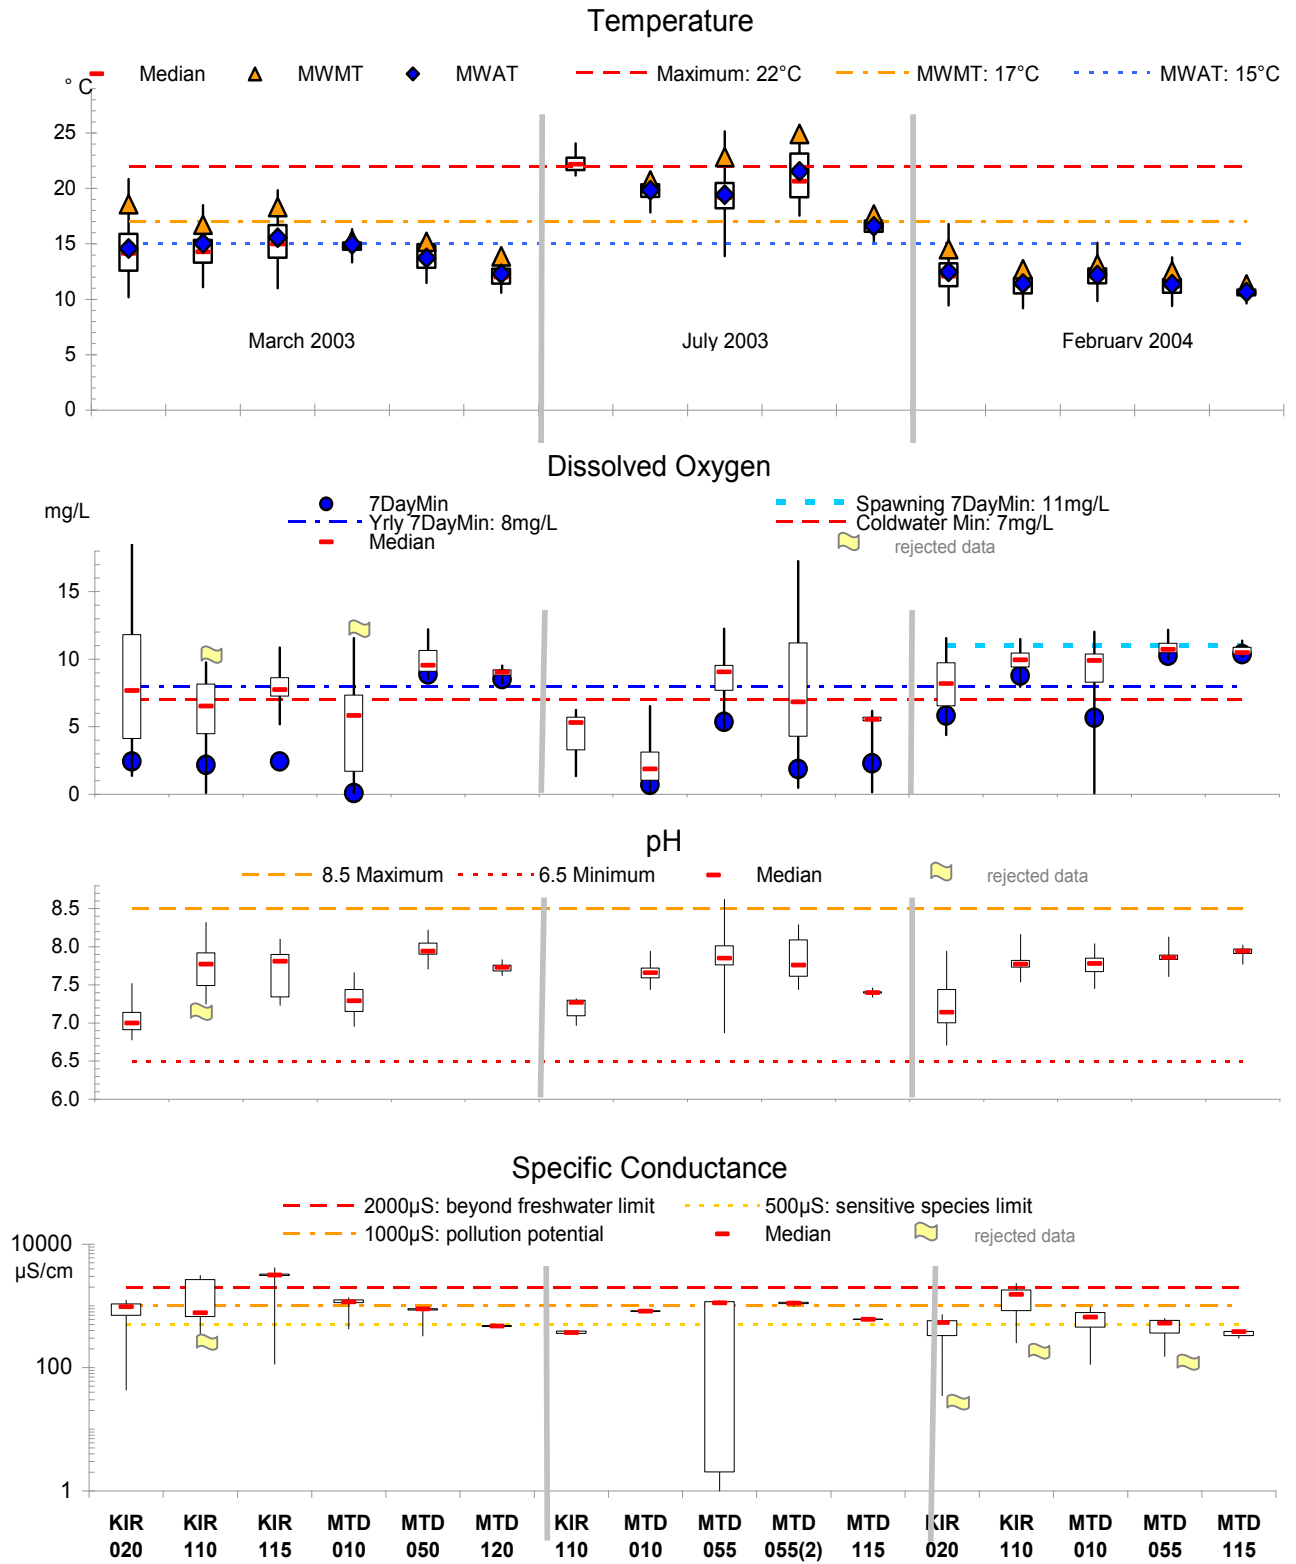 Temperature
° C
Median MWMT MWAT Maximum: 22°C MWMT: 17°C MWAT: 15°C
25
20
15
10
5
0
March 2003 July 2003 February 2004
Dissolved Oxygen
mg/L
7DayMin Spawning 7DayMin: 11mg/L
Yrly 7DayMin: 8mg/L Coldwater Min: 7mg/L
Median rejected data
15
10
5
0
pH
8.5 Maximum 6.5 Minimum Median rejected data
8.5
8.0
7.5
7.0
6.5
6.0
Specific Conductance
2000µS: beyond freshwater limit 500µS: sensitive species limit
1000µS: pollution potential Median rejected data
10000
µS/cm
100
1
KIR KIR KIR MTD MTD MTD KIR MTD MTD MTD MTD KIR KIR MTD MTD MTD
020 110 115 010 050 120 110 010 055 055(2) 115 020 110 010 055 115